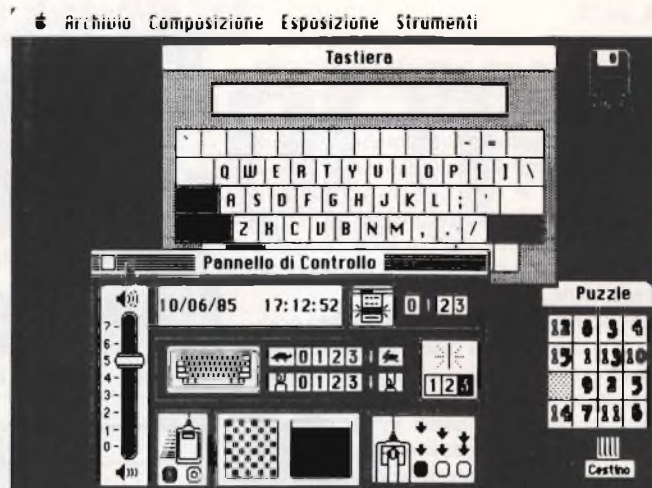 Archivio Composizione Esposizione Strumenti
Tastiera
` - =
Q W E R T Y U I O P [ ] \
A S D F G H J K L ; '
Z X C V B N M , . /
Pannello di Controllo
10/06/85 17:12:52
0 1 2 3
7-
6-
5-
4-
3-
2-
1-
0-
0 1 2 3
0 1 2 3
1 2 3
Puzzle
12 8 3 4
15 1 13 10
9 2 5
14 7 11 6
Cestino